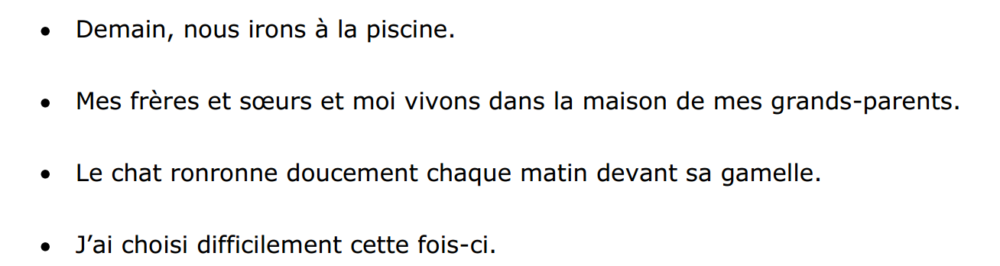 • Demain, nous irons à la piscine.
• Mes frères et sœurs et moi vivons dans la maison de mes grands-parents.
• Le chat ronronne doucement chaque matin devant sa gamelle.
• J’ai choisi difficilement cette fois-ci.